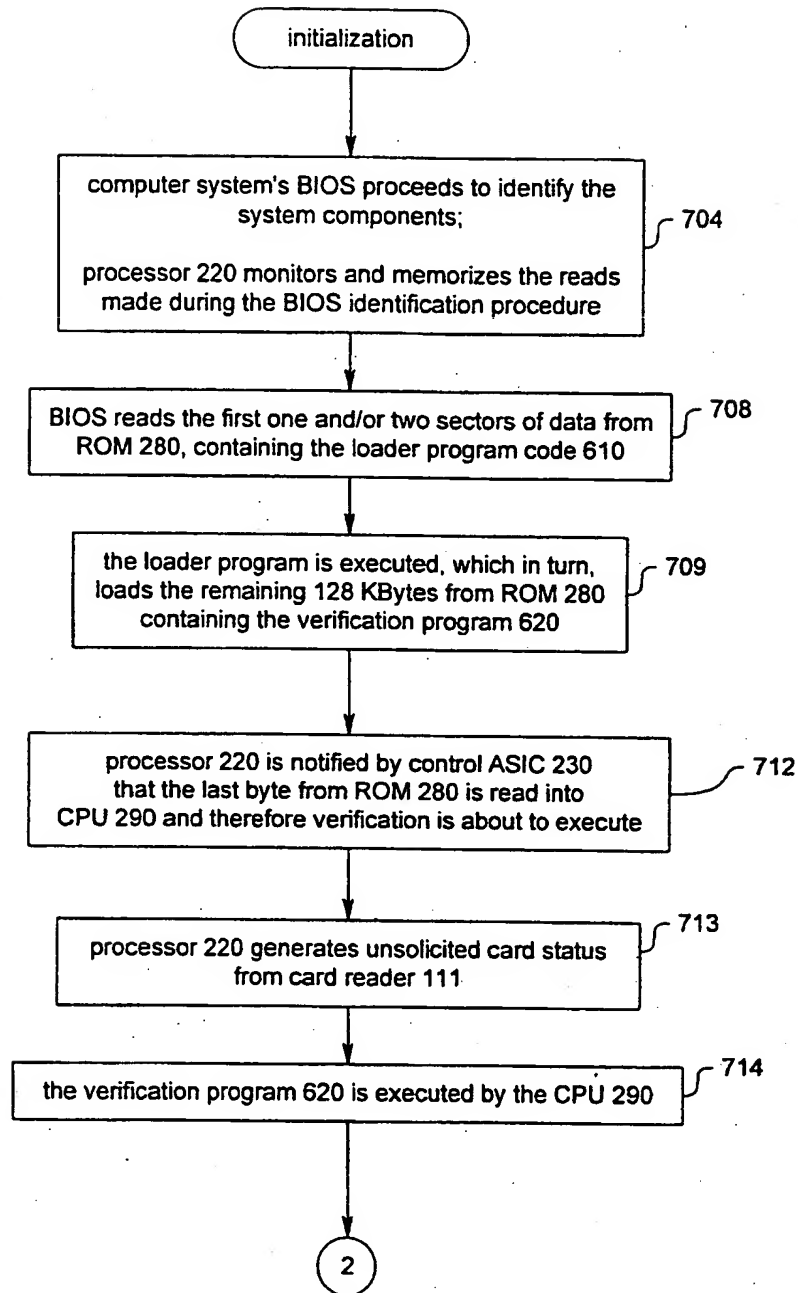 initialization
computer system's BIOS proceeds to identify the
system components;
processor 220 monitors and memorizes the reads
made during the BIOS identification procedure
704
BIOS reads the first one and/or two sectors of data from
ROM 280, containing the loader program code 610
708
the loader program is executed, which in turn,
loads the remaining 128 KBytes from ROM 280
containing the verification program 620
709
processor 220 is notified by control ASIC 230
that the last byte from ROM 280 is read into
CPU 290 and therefore verification is about to execute
712
processor 220 generates unsolicited card status
from card reader 111
713
the verification program 620 is executed by the CPU 290
714
2